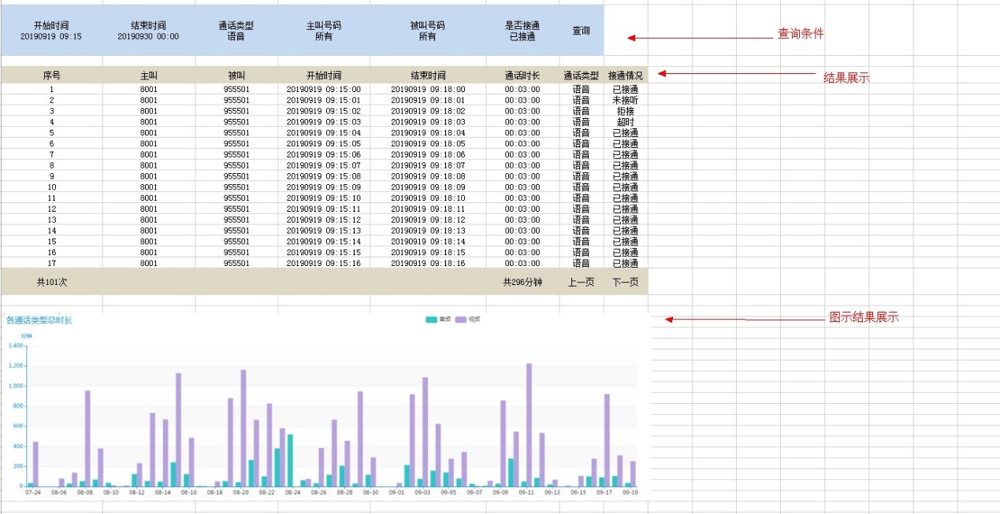 开始时间 结束时间 通话类型 主叫号码 被叫号码 是否接通 查询
20190919 09:15 20190930 00:00 语音 所有 所有 已接通
查询条件
序号 主叫 被叫 开始时间 结束时间 通话时长 通话类型 接通情况
结果展示
1 8001 955501 20190919 09:15:00 20190919 09:18:00 00:03:00 语音 已接通
2 8001 955501 20190919 09:15:01 20190919 09:18:01 00:03:00 语音 未接听
3 8001 955501 20190919 09:15:02 20190919 09:18:02 00:03:00 语音 拒接
4 8001 955501 20190919 09:15:03 20190919 09:18:03 00:03:00 语音 超时
5 8001 955501 20190919 09:15:04 20190919 09:18:04 00:03:00 语音 已接通
6 8001 955501 20190919 09:15:05 20190919 09:18:05 00:03:00 语音 已接通
7 8001 955501 20190919 09:15:06 20190919 09:18:06 00:03:00 语音 已接通
8 8001 955501 20190919 09:15:07 20190919 09:18:07 00:03:00 语音 已接通
9 8001 955501 20190919 09:15:08 20190919 09:18:08 00:03:00 语音 已接通
10 8001 955501 20190919 09:15:09 20190919 09:18:09 00:03:00 语音 已接通
11 8001 955501 20190919 09:15:10 20190919 09:18:10 00:03:00 语音 已接通
12 8001 955501 20190919 09:15:11 20190919 09:18:11 00:03:00 语音 已接通
13 8001 955501 20190919 09:15:12 20190919 09:18:12 00:03:00 语音 已接通
14 8001 955501 20190919 09:15:13 20190919 09:18:13 00:03:00 语音 已接通
15 8001 955501 20190919 09:15:14 20190919 09:18:14 00:03:00 语音 已接通
16 8001 955501 20190919 09:15:15 20190919 09:18:15 00:03:00 语音 已接通
17 8001 955501 20190919 09:15:16 20190919 09:18:16 00:03:00 语音 已接通
共101次 共296分钟 上一页 下一页
各通话类型总时长 音频 视频
图示结果展示
分钟
1,400
1,200
1,000
800
600
400
200
0
07-24 08-06 08-08 08-10 08-12 08-14 08-16 08-18 08-20 08-22 08-24 08-26 08-28 08-30 09-01 09-03 09-05 09-07 09-09 09-11 09-13 09-15 09-17 09-19